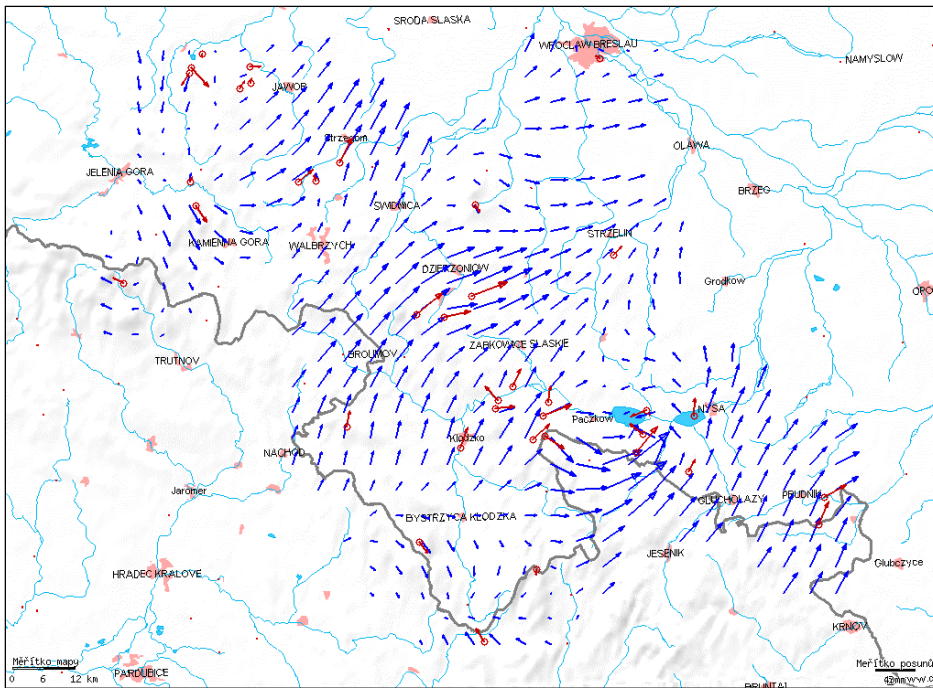 SRODA SLASKA
WROCLAW BRESLAU
NAMYSLOW
JAWOR
Strzegom
OLAWA
JELENIA GORA
BRZEG
SWIDNICA
KAMIENNA GORA
WALBRZYCH
STRZELIN
DZIERZONIOW
Grodkow
OPO
ZABKOWICE SLASKIE
BROUMOV
TRUTNOV
NYSA
Paczkow
Klodzko
NACHOD
Jaromer
GLUCHOLAZY
PRUDNIK
BYSTRZYCA KLODZKA
JESENIK
Glubczyce
HRADEC KRALOVE
KRNOV
Měřítko mapy
0 6 12 km
PARDUBICE
Měřítko posunů
BRUNTAL